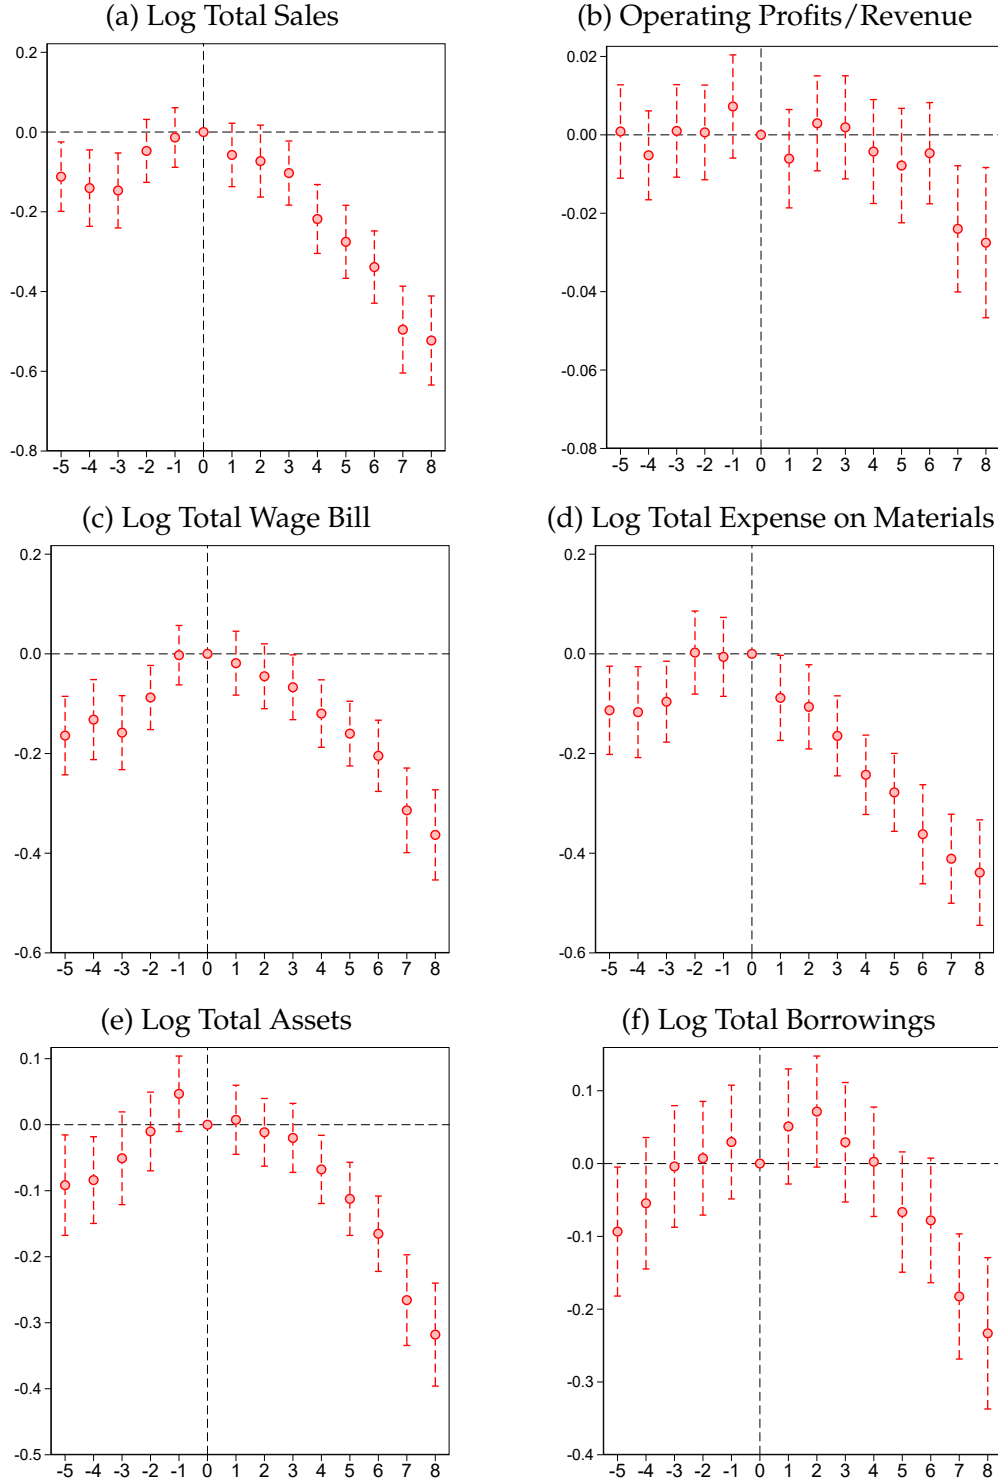 (a) Log Total Sales
0.2
0.0
-0.2
-0.4
-0.6
-0.8
-5 -4 -3 -2 -1 0 1 2 3 4 5 6 7 8
(b) Operating Profits/Revenue
0.02
0.00
-0.02
-0.04
-0.06
-0.08
-5 -4 -3 -2 -1 0 1 2 3 4 5 6 7 8
(c) Log Total Wage Bill
0.2
0.0
-0.2
-0.4
-0.6
-5 -4 -3 -2 -1 0 1 2 3 4 5 6 7 8
(d) Log Total Expense on Materials
0.2
0.0
-0.2
-0.4
-0.6
-5 -4 -3 -2 -1 0 1 2 3 4 5 6 7 8
(e) Log Total Assets
0.1
0.0
-0.1
-0.2
-0.3
-0.4
-0.5
-5 -4 -3 -2 -1 0 1 2 3 4 5 6 7 8
(f) Log Total Borrowings
0.1
0.0
-0.1
-0.2
-0.3
-0.4
-5 -4 -3 -2 -1 0 1 2 3 4 5 6 7 8